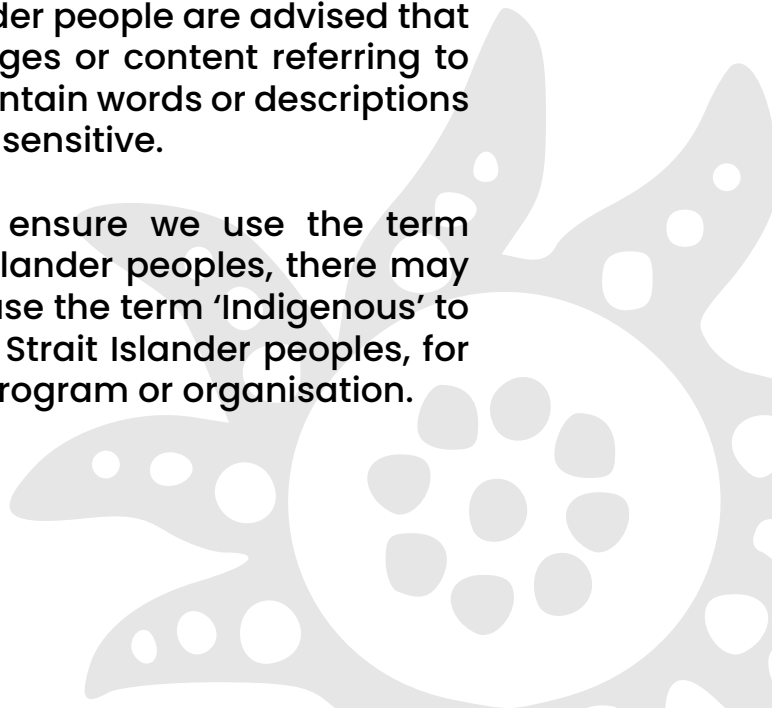 der people are advised that
ges or content referring to
ntain words or descriptions
sensitive.
ensure we use the term
slander peoples, there may
use the term ‘Indigenous’ to
Strait Islander peoples, for
rogram or organisation.